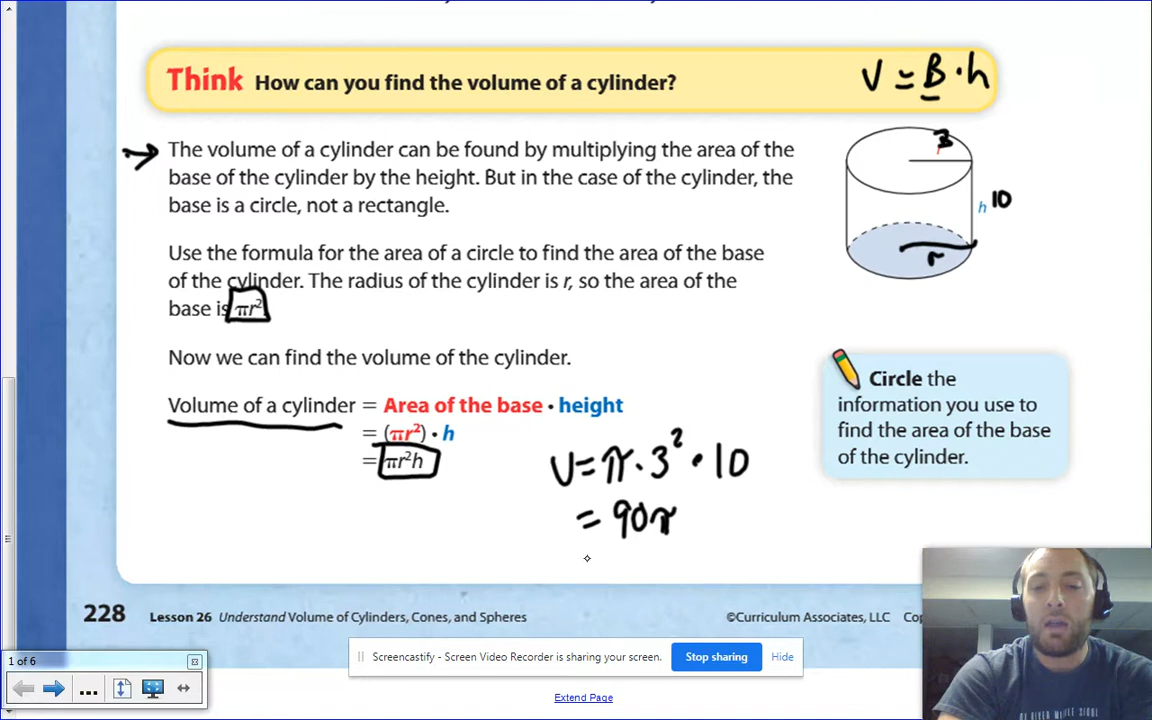 Think How can you find the volume of a cylinder?
V = B · h
The volume of a cylinder can be found by multiplying the area of the
base of the cylinder by the height. But in the case of the cylinder, the
base is a circle, not a rectangle.
3
h 10
r
Use the formula for the area of a circle to find the area of the base
of the cylinder. The radius of the cylinder is r, so the area of the
base is πr²
Now we can find the volume of the cylinder.
Volume of a cylinder = Area of the base • height
= (πr²) • h
= πr²h
V = π · 3² · 10
= 90π
Circle the
information you use to
find the area of the base
of the cylinder.
228 Lesson 26 Understand Volume of Cylinders, Cones, and Spheres
©Curriculum Associates, LLC
1 of 6
Screencastify - Screen Video Recorder is sharing your screen.
Stop sharing
Hide
Extend Page